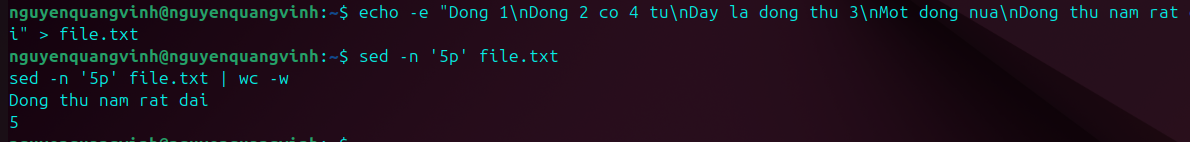 nguyenquangvinh@nguyenquangvinh:~$ echo -e "Dong 1\nDong 2 co 4 tu\nDay la dong thu 3\nMot dong nua\nDong thu nam rat
i" > file.txt
nguyenquangvinh@nguyenquangvinh:~$ sed -n '5p' file.txt
sed -n '5p' file.txt | wc -w
Dong thu nam rat dai
5